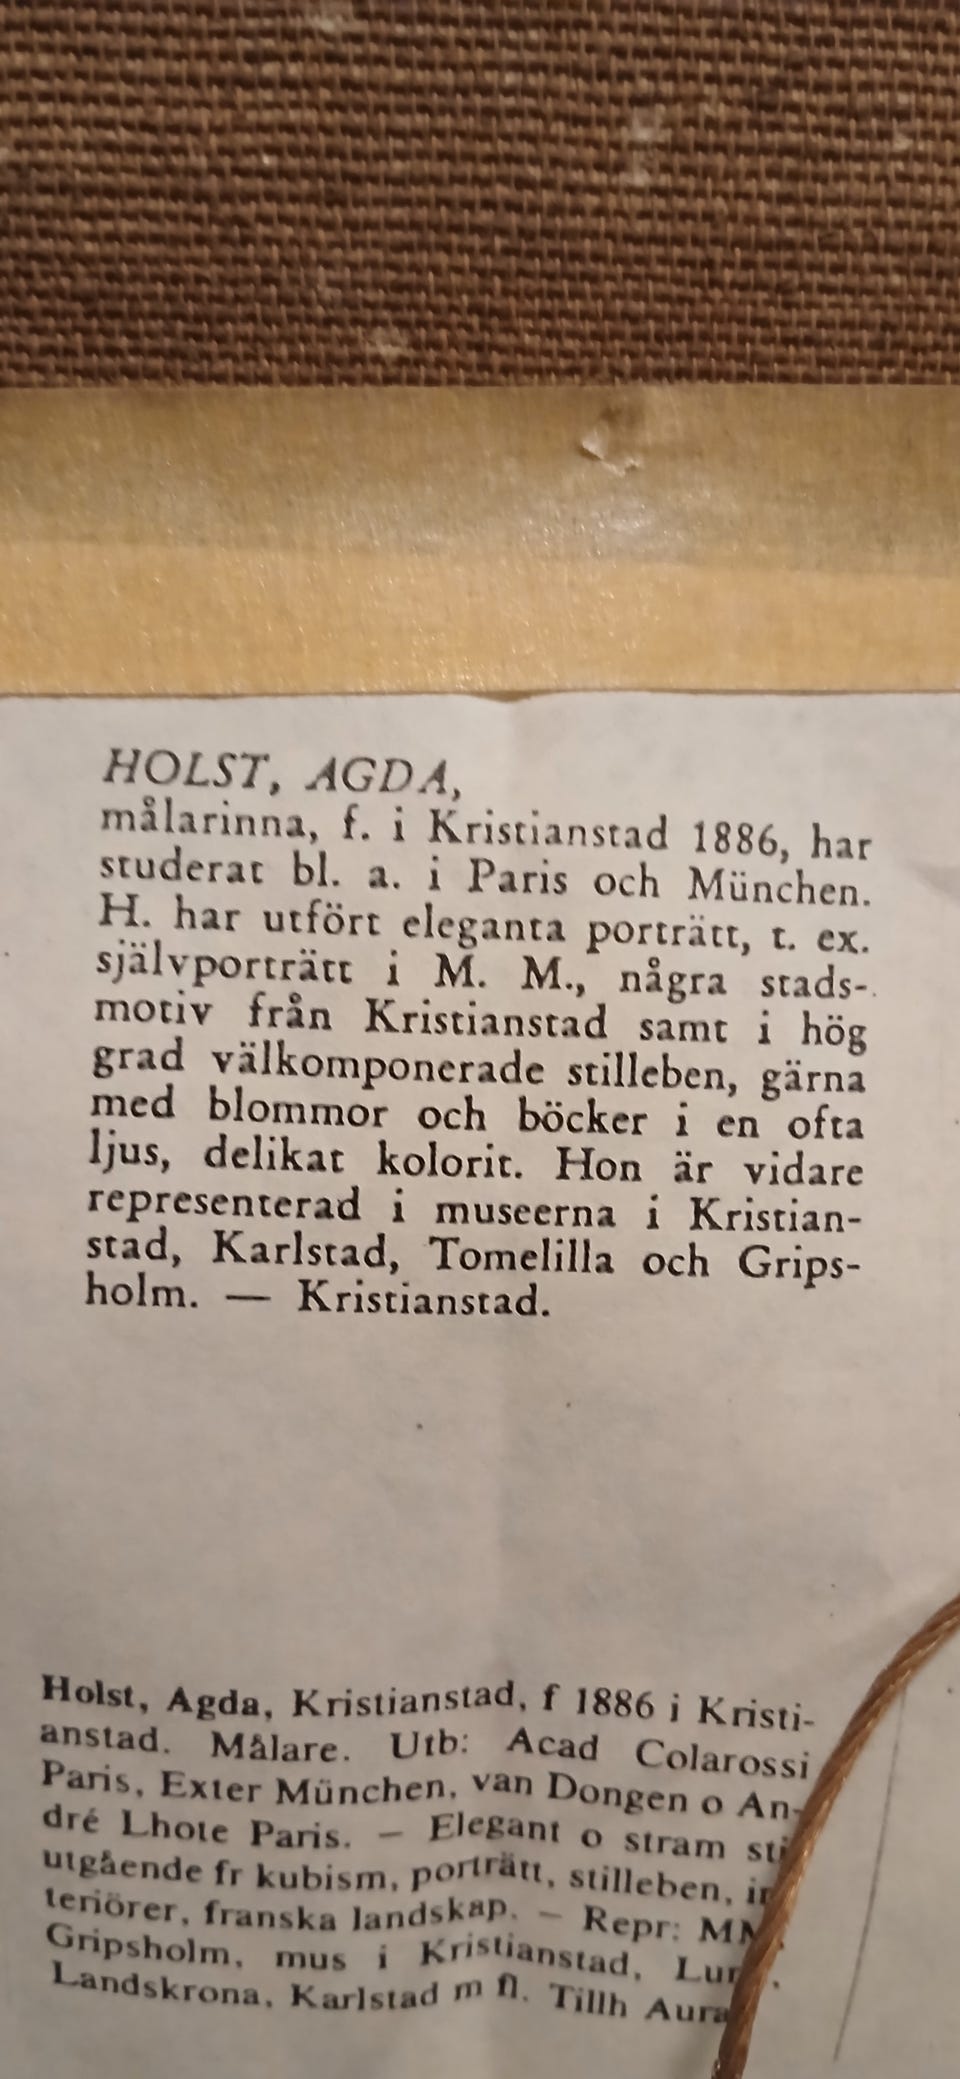 HOLST, AGDA,
målarinna, f. i Kristianstad 1886, har
studerat bl. a. i Paris och München.
H. har utfört eleganta porträtt, t. ex.
självporträtt i M. M., några stads-
motiv från Kristianstad samt i hög
grad välkomponerade stilleben, gärna
med blommor och böcker i en ofta
ljus, delikat kolorit. Hon är vidare
representerad i museerna i Kristian-
stad, Karlstad, Tomelilla och Grips-
holm. — Kristianstad.
Holst, Agda, Kristianstad, f 1886 i Kristi-
anstad. Målare. Utb: Acad Colarossi
Paris, Exter München, van Dongen o An-
dré Lhote Paris. — Elegant o stram
utgående fr kubism, porträtt, stilleben,
teriörer, franska landskap. — Repr:
Gripsholm, mus i Kristianstad,
Landskrona, Karlstad m fl. Tillh